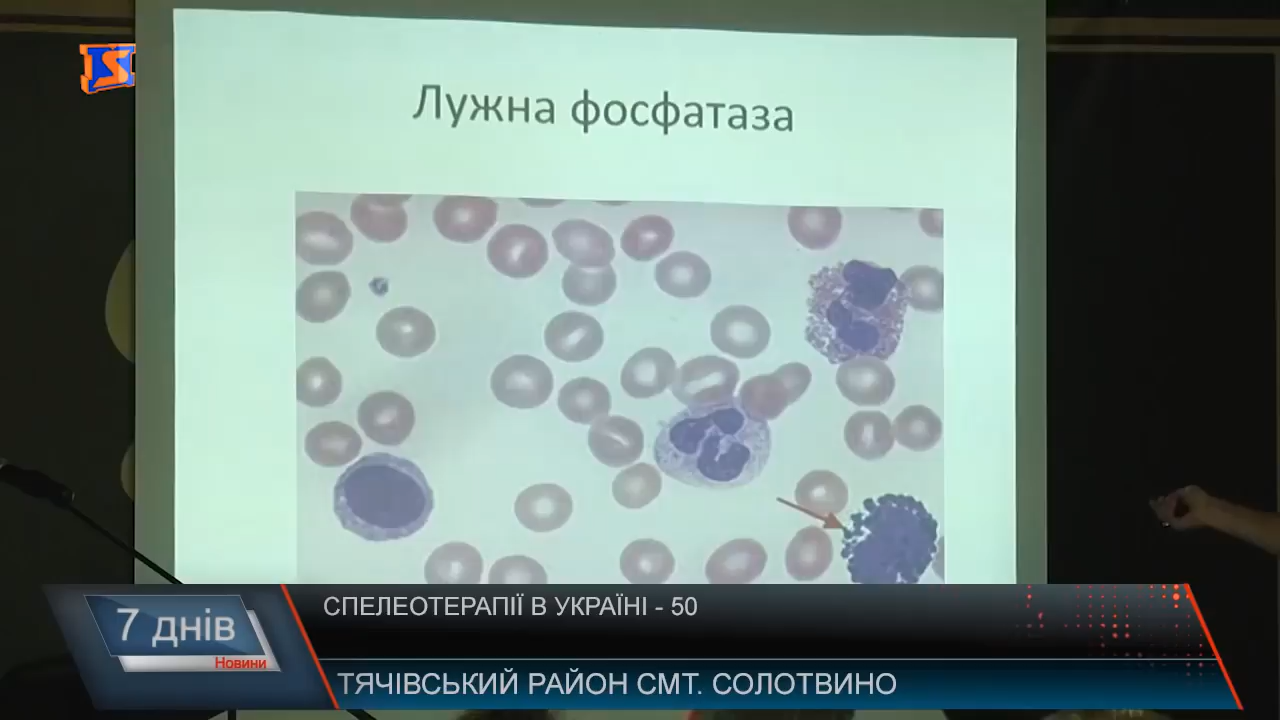 Лужна фосфатаза
СПЕЛЕОТЕРАПІЇ В УКРАЇНІ - 50
7 днів
Новини
ТЯЧІВСЬКИЙ РАЙОН СМТ. СОЛОТВИНО